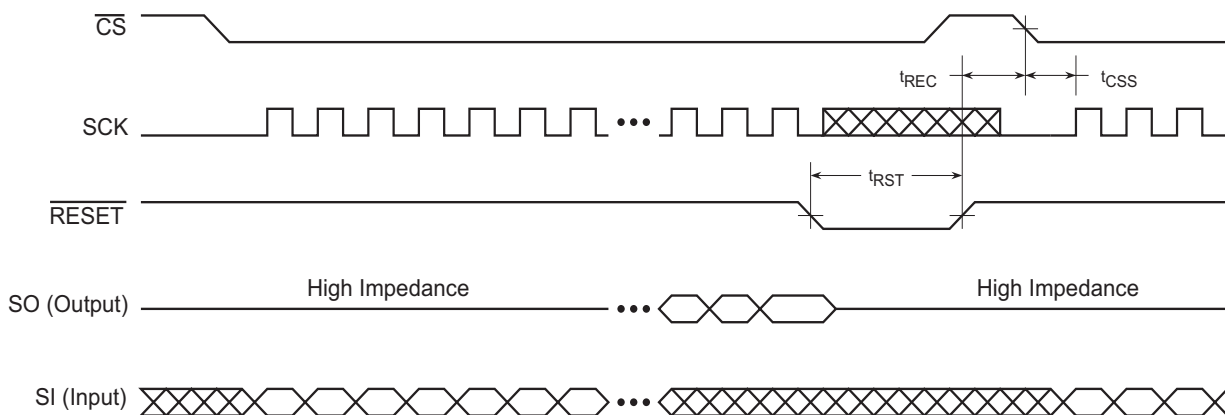 CS
tREC
tCSS
SCK
tRST
RESET
High Impedance
High Impedance
SO (Output)
SI (Input)